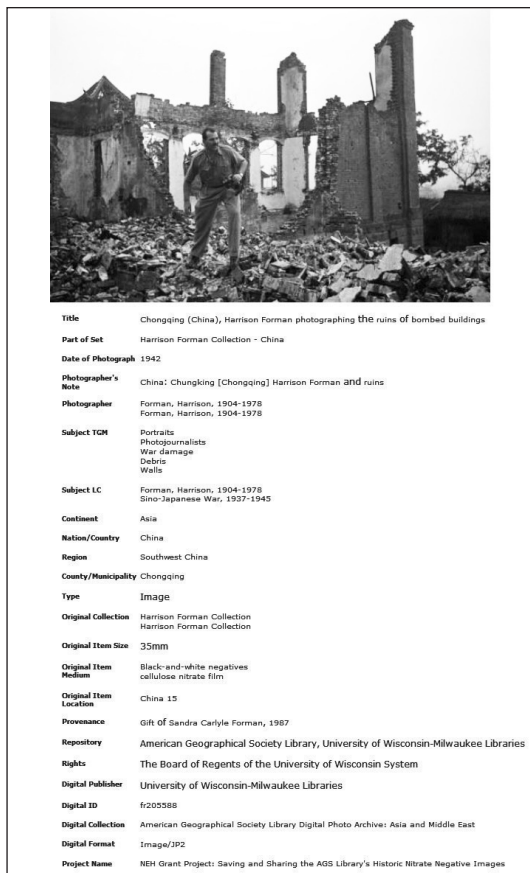 Title Chongqing (China), Harrison Forman photographing the ruins of bombed buildings
Part of Set Harrison Forman Collection - China
Date of Photograph 1942
Photographer's
Note China: Chungking [Chongqing] Harrison Forman and ruins
Photographer Forman, Harrison, 1904-1978
Forman, Harrison, 1904-1978
Subject TGM Portraits
Photojournalists
War damage
Debris
Walls
Subject LC Forman, Harrison, 1904-1978
Sino-Japanese War, 1937-1945
Continent Asia
Nation/Country China
Region Southwest China
County/Municipality Chongqing
Type Image
Original Collection Harrison Forman Collection
Harrison Forman Collection
Original Item Size 35mm
Original Item Black-and-white negatives
Medium cellulose nitrate film
Original Item
Location China 15
Provenance Gift of Sandra Carlyle Forman, 1987
Repository American Geographical Society Library, University of Wisconsin-Milwaukee Libraries
Rights The Board of Regents of the University of Wisconsin System
Digital Publisher University of Wisconsin-Milwaukee Libraries
Digital ID fr205588
Digital Collection American Geographical Society Library Digital Photo Archive: Asia and Middle East
Digital Format Image/JP2
Project Name NEH Grant Project: Saving and Sharing the AGS Library's Historic Nitrate Negative Images